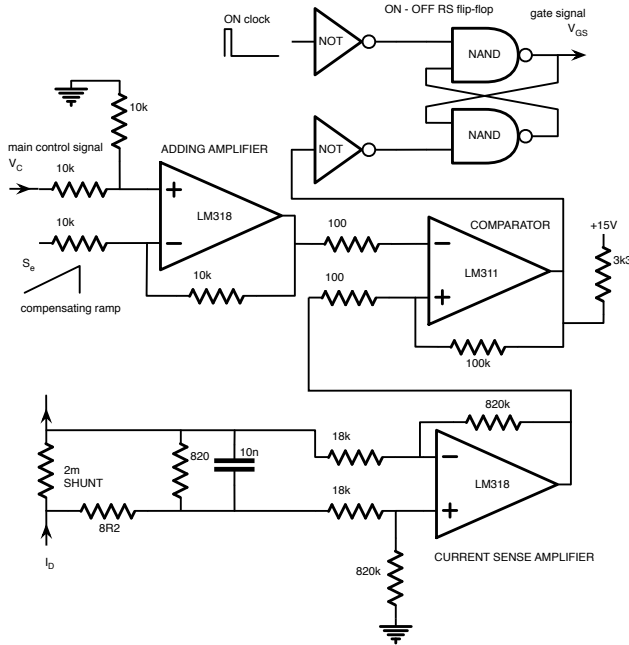 ON clock
ON - OFF RS flip-flop
gate signal
V_GS
NOT
NAND
NAND
NOT
10k
main control signal
V_C
10k
ADDING AMPLIFIER
+
LM318
−
10k
10k
S_e
compensating ramp
100
100
COMPARATOR
−
LM311
+
100k
+15V
3k3
820k
18k
18k
−
LM318
+
CURRENT SENSE AMPLIFIER
820k
2m
SHUNT
820
10n
8R2
I_D